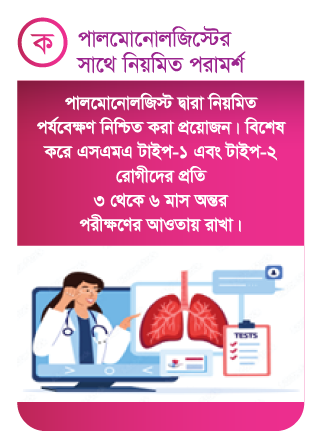 ক
পালমোনোলজিস্টের
সাথে নিয়মিত পরামর্শ
পালমোনোলজিস্ট দ্বারা নিয়মিত
পর্যবেক্ষণ নিশ্চিত করা প্রয়োজন। বিশেষ
করে এসএমএ টাইপ-১ এবং টাইপ-২
রোগীদের প্রতি
৩ থেকে ৬ মাস অন্তর
পরীক্ষণের আওতায় রাখা।
TESTS